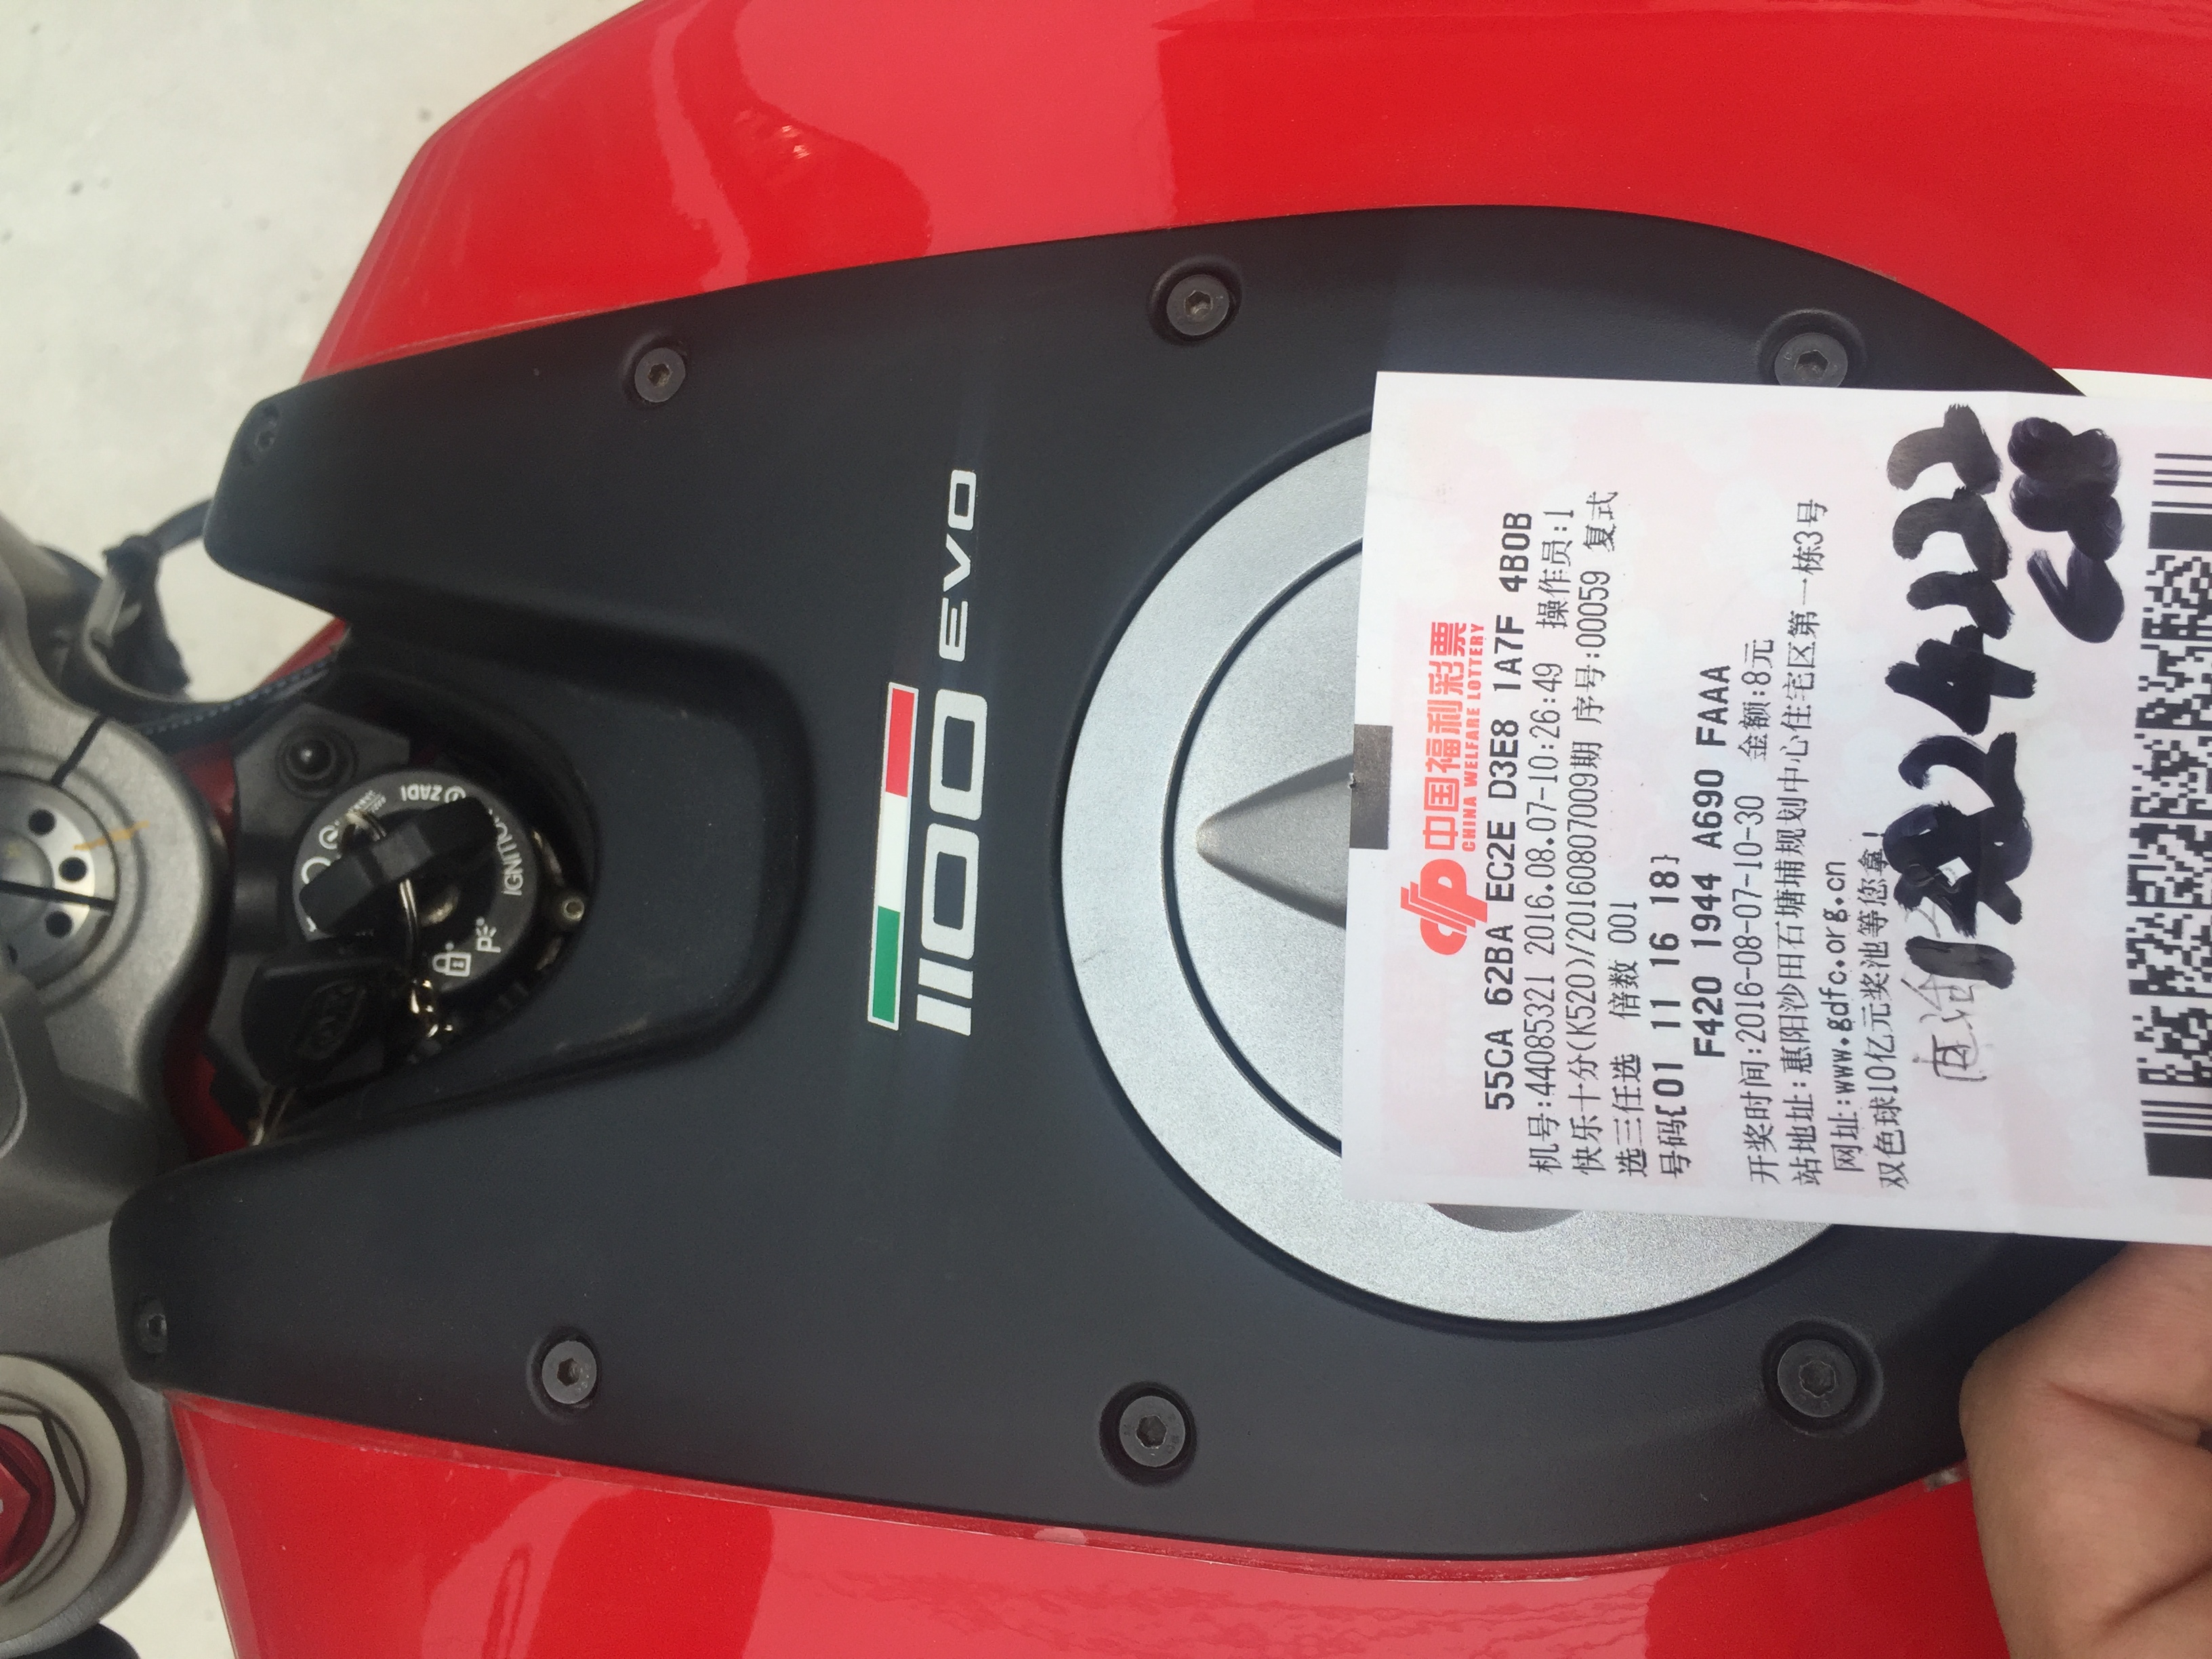 1100 EVO
ZADI
IGNITION
P
中国福利彩票
CHINA WELFARE LOTTERY
55CA 62BA EC2E D3E8 1A7F 4B0B
机号:44085321 2016.08.07-10:26:49 操作员:1
快乐十分(K520)/20160807009期 序号:000059 复式
选三任选 倍数 001
号码{01 11 16 18}
F420 1944 A690 FAAA
开奖时间:2016-08-07-10-30 金额:8元
站地址:惠阳沙田石塘埔规划中心住宅区第一栋3号
网址:www.gdfc.org.cn
双色球10亿元奖池等您拿!